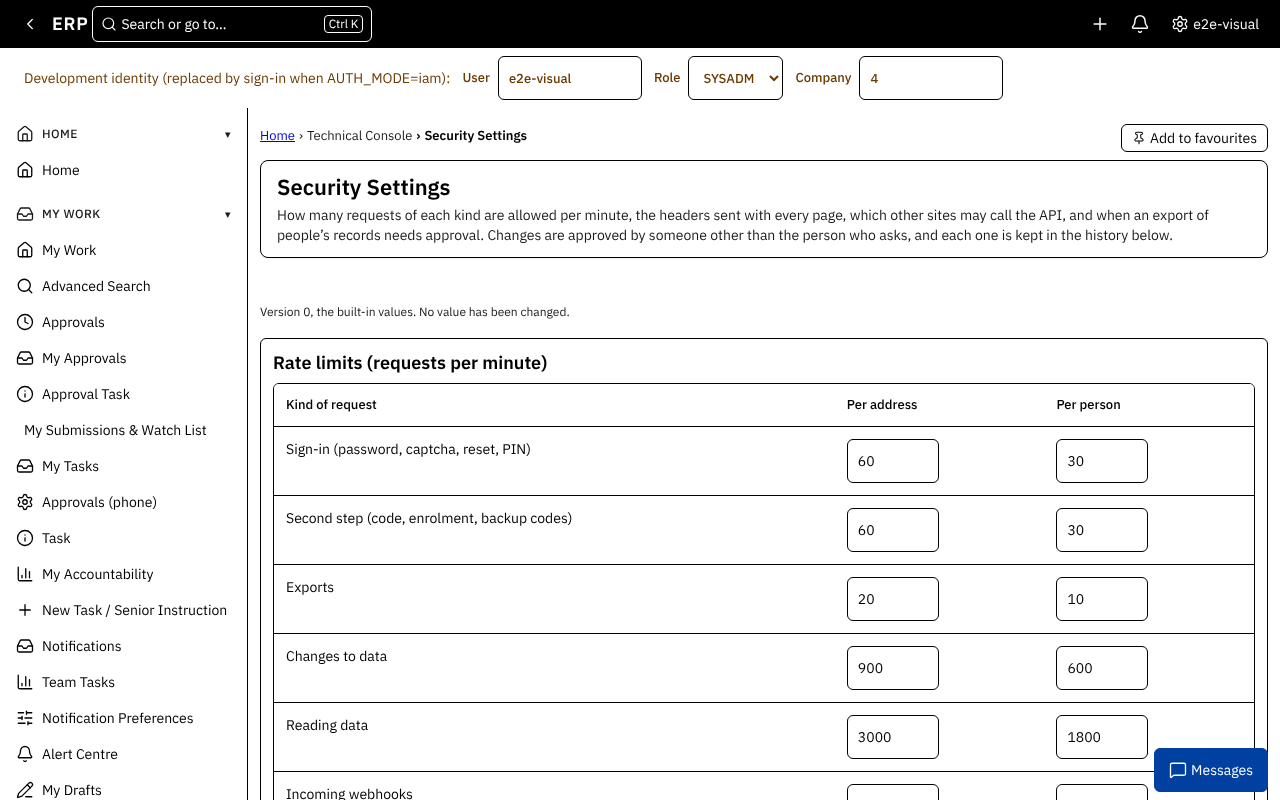 ERP
Search or go to...
Ctrl K
e2e-visual
Development identity (replaced by sign-in when AUTH_MODE=iam):
User
e2e-visual
Role
SYSADM
Company
4
HOME
Home
MY WORK
My Work
Advanced Search
Approvals
My Approvals
Approval Task
My Submissions & Watch List
My Tasks
Approvals (phone)
Task
My Accountability
New Task / Senior Instruction
Notifications
Team Tasks
Notification Preferences
Alert Centre
My Drafts
Home › Technical Console › Security Settings
Add to favourites
Security Settings
How many requests of each kind are allowed per minute, the headers sent with every page, which other sites may call the API, and when an export of
people’s records needs approval. Changes are approved by someone other than the person who asks, and each one is kept in the history below.
Version 0, the built-in values. No value has been changed.
Rate limits (requests per minute)
Kind of request Per address Per person
Sign-in (password, captcha, reset, PIN) 60 30
Second step (code, enrolment, backup codes) 60 30
Exports 20 10
Changes to data 900 600
Reading data 3000 1800
Incoming webhooks
Messages